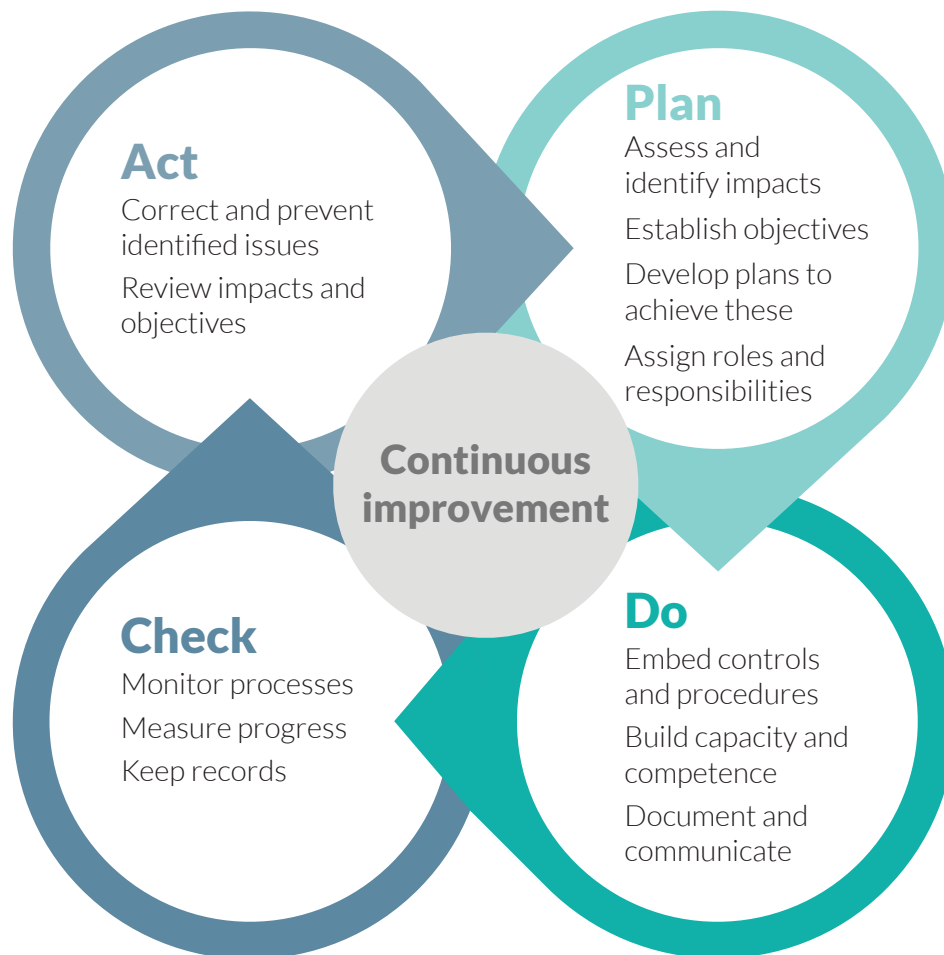 Act
Correct and prevent
identified issues
Review impacts and
objectives
Plan
Assess and
identify impacts
Establish objectives
Develop plans to
achieve these
Assign roles and
responsibilities
Continuous
improvement
Check
Monitor processes
Measure progress
Keep records
Do
Embed controls
and procedures
Build capacity and
competence
Document and
communicate